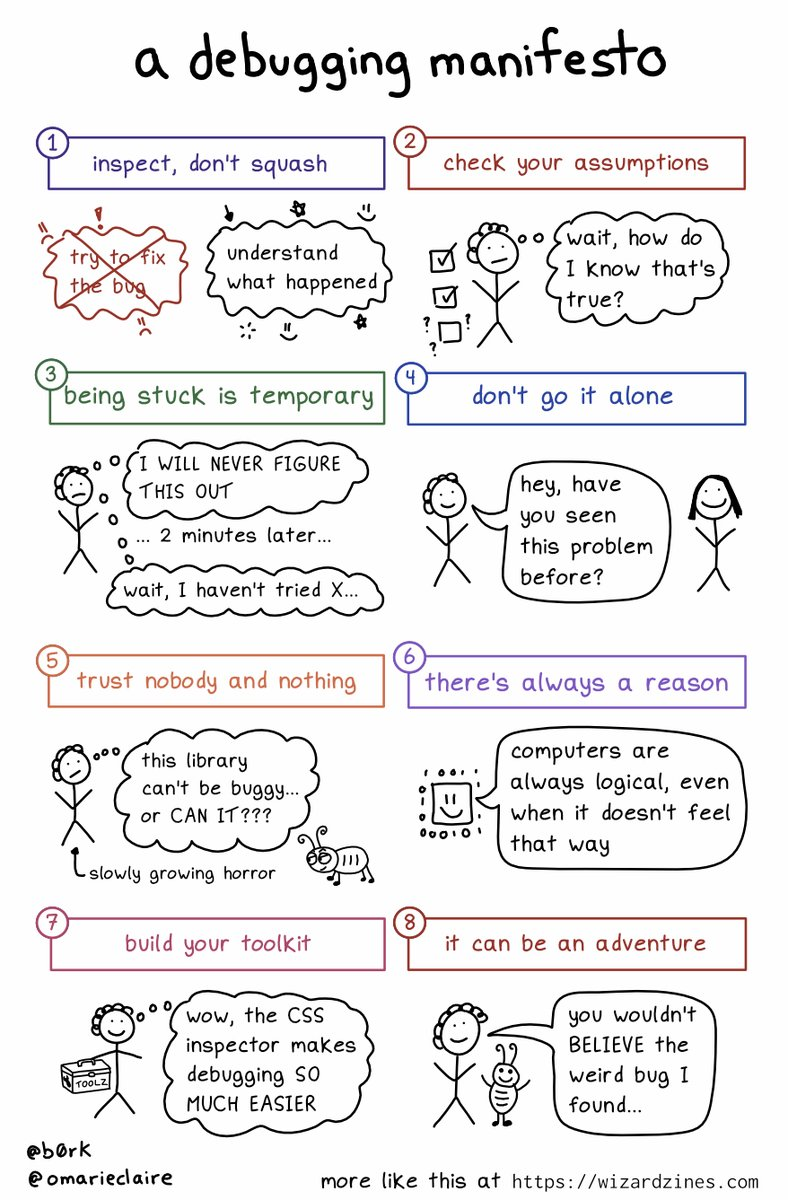 a debugging manifesto
1
inspect, don't squash
try to fix
the bug
understand
what happened
2
check your assumptions
wait, how do
I know that's
true?
3
being stuck is temporary
I WILL NEVER FIGURE
THIS OUT
... 2 minutes later...
wait, I haven't tried X...
4
don't go it alone
hey, have
you seen
this problem
before?
5
trust nobody and nothing
this library
can't be buggy...
or CAN IT???
slowly growing horror
6
there's always a reason
computers are
always logical, even
when it doesn't feel
that way
7
build your toolkit
wow, the CSS
inspector makes
debugging SO
MUCH EASIER
TOOLZ
8
it can be an adventure
you wouldn't
BELIEVE the
weird bug I
found...
@b0rk
@omarieclaire
more like this at https://wizardzines.com